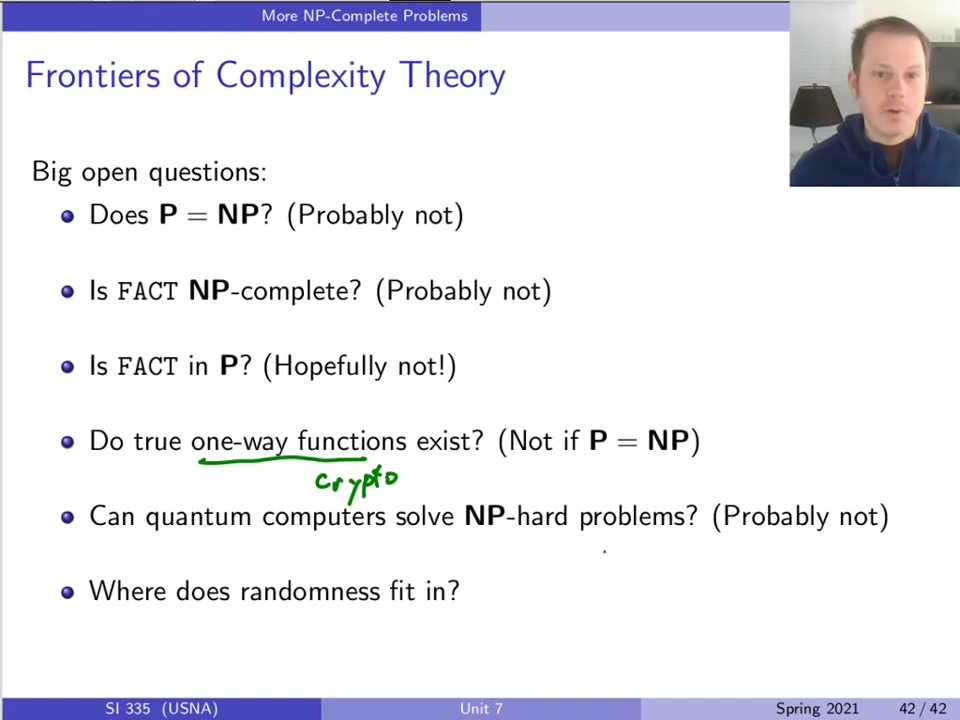 More NP-Complete Problems
Frontiers of Complexity Theory
Big open questions:
Does P = NP? (Probably not)
Is FACT NP-complete? (Probably not)
Is FACT in P? (Hopefully not!)
Do true one-way functions exist? (Not if P = NP)
crypto
Can quantum computers solve NP-hard problems? (Probably not)
Where does randomness fit in?
SI 335 (USNA) Unit 7 Spring 2021 42 / 42